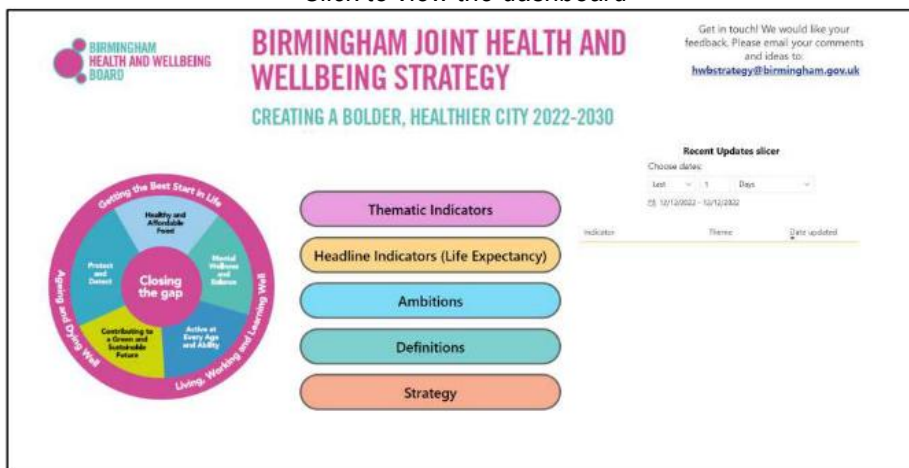 Click to view the dashboard
BIRMINGHAM
HEALTH AND WELLBEING
BOARD
BIRMINGHAM JOINT HEALTH AND
WELLBEING STRATEGY
CREATING A BOLDER, HEALTHIER CITY 2022-2030
Get in touch! We would like your
feedback. Please email your comments
and ideas to:
hwbstrategy@birmingham.gov.uk
Recent Updates slicer
Choose dates:
Last 1 Days
12/12/2022 - 12/12/2022
Indicator Theme Date updated
Getting the Best Start in Life
Healthy and
Affordable
Food
Protect
and
Detect
Mental
Wellness
and
Balance
Closing
the gap
Contributing to
a Green and
Sustainable
Future
Active at
Every Age
and Ability
Ageing and Dying Well
Living, Working and Learning Well
Thematic Indicators
Headline Indicators (Life Expectancy)
Ambitions
Definitions
Strategy